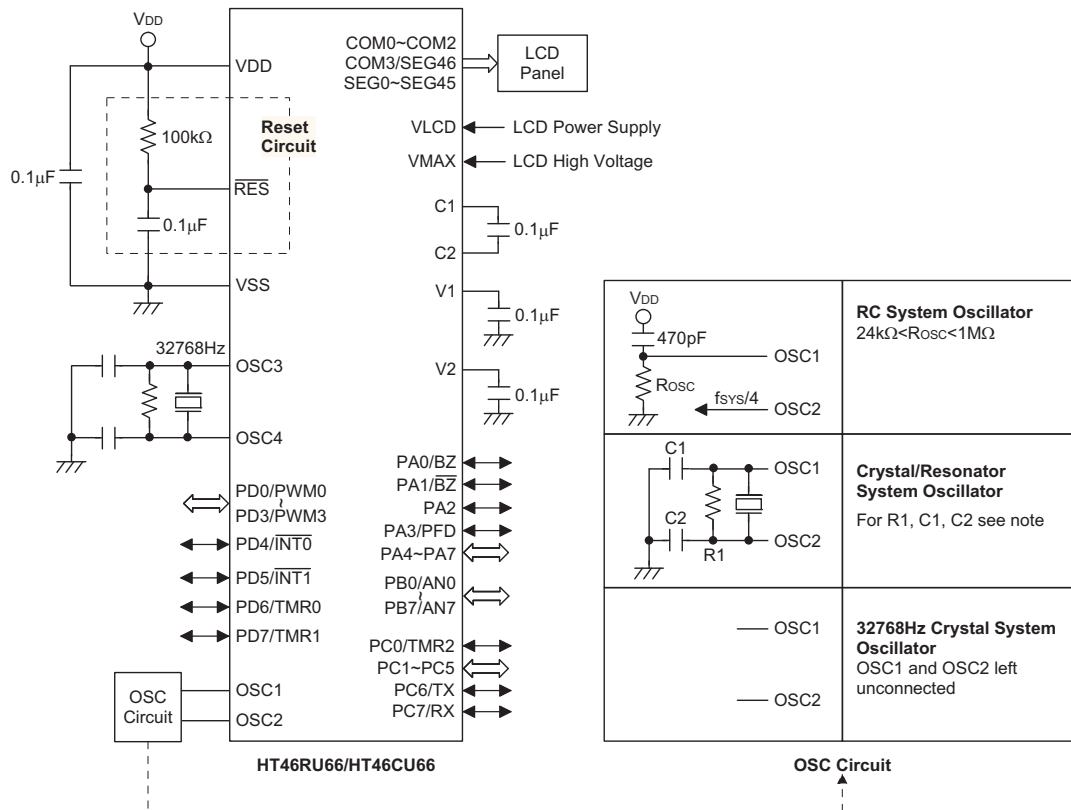 VDD
VDD
100kΩ
Reset
Circuit
0.1μF
RES
0.1μF
VSS
32768Hz
OSC3
OSC4
PD0/PWM0
~
PD3/PWM3
PD4/INT0
PD5/INT1
PD6/TMR0
PD7/TMR1
OSC
Circuit
OSC1
OSC2
COM0~COM2
COM3/SEG46
SEG0~SEG45
LCD
Panel
VLCD
LCD Power Supply
VMAX
LCD High Voltage
C1
0.1μF
C2
V1
0.1μF
V2
0.1μF
PA0/BZ
PA1/BZ
PA2
PA3/PFD
PA4~PA7
PB0/AN0
~
PB7/AN7
PC0/TMR2
PC1~PC5
PC6/TX
PC7/RX
HT46RU66/HT46CU66
VDD
470pF
OSC1
ROSC
fSYS/4
OSC2
RC System Oscillator
24kΩ<ROSC<1MΩ
C1
OSC1
C2
R1
OSC2
Crystal/Resonator
System Oscillator
For R1, C1, C2 see note
OSC1
OSC2
32768Hz Crystal System
Oscillator
OSC1 and OSC2 left
unconnected
OSC Circuit